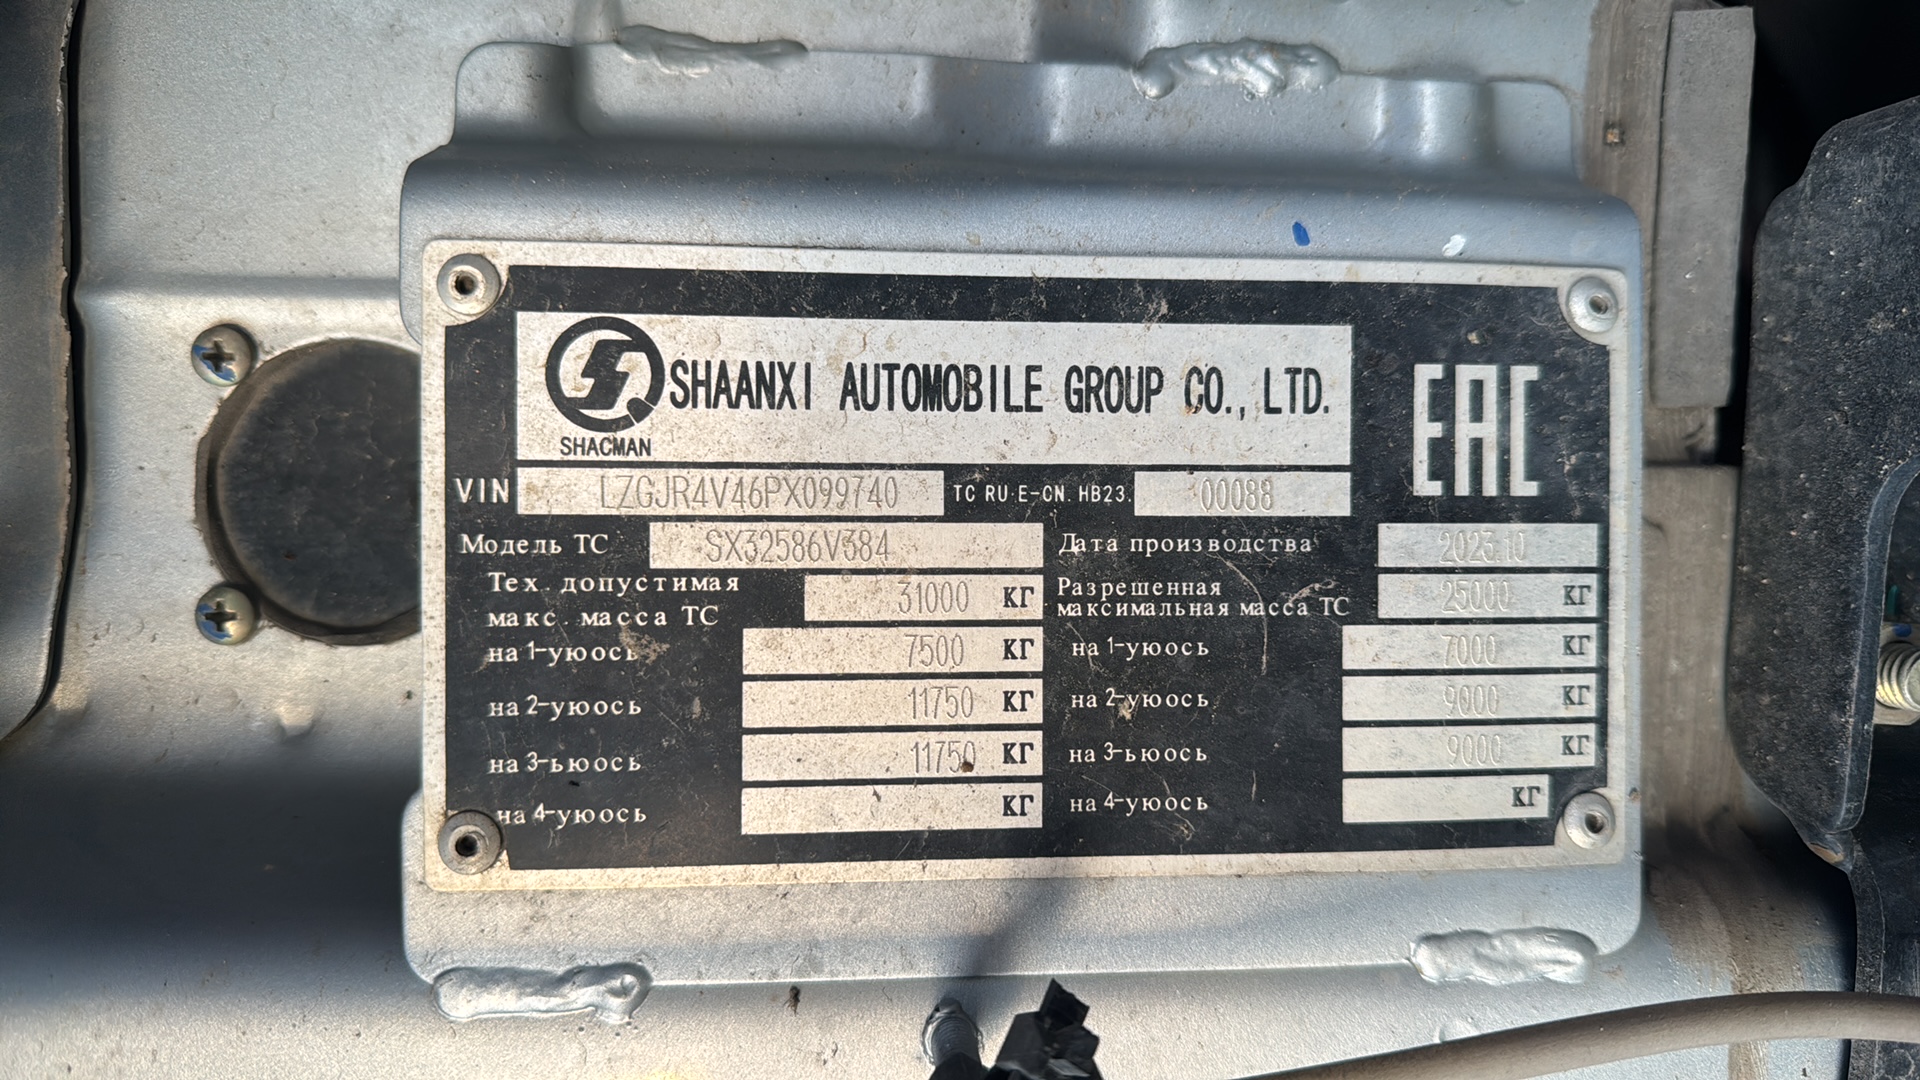 SHAANXI AUTOMOBILE GROUP CO., LTD.
SHACMAN
EAC
VIN LZGJR4V46PX099740 TC RU E-CN.HB23. 00088
Модель ТС SX32586V384 Дата производства 2023.10
Тех. допустимая макс. масса ТС 31000 КГ Разрешенная максимальная масса ТС 25000 КГ
на 1-уюось 7500 КГ на 1-уюось 7000 КГ
на 2-уюось 11750 КГ на 2-уюось 9000 КГ
на 3-ьюось 11750 КГ на 3-ьюось 9000 КГ
на 4-уюось КГ на 4-уюось КГ